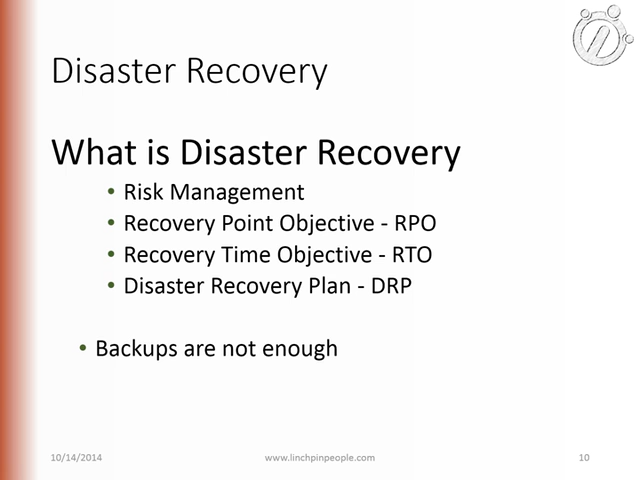 Disaster Recovery
What is Disaster Recovery
• Risk Management
• Recovery Point Objective - RPO
• Recovery Time Objective - RTO
• Disaster Recovery Plan - DRP
• Backups are not enough
10/14/2014 www.linchpinpeople.com 10